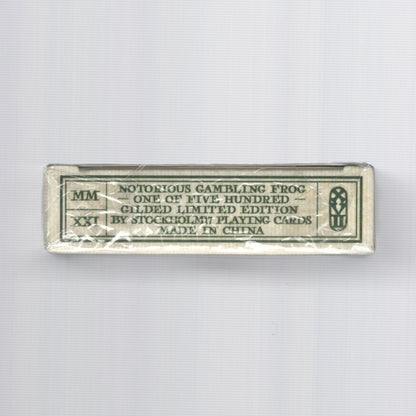 MM
XXI
NOTORIOUS GAMBLING FROG
ONE OF FIVE HUNDRED —
GILDED LIMITED EDITION
BY STOCKHOLM17 PLAYING CARDS
MADE IN CHINA